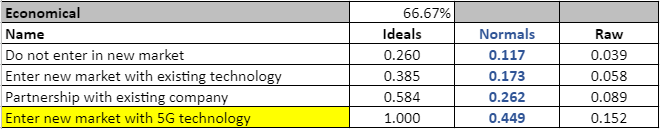 Economical 66.67%
Name Ideals Normals Raw
Do not enter in new market 0.260 0.117 0.039
Enter new market with existing technology 0.385 0.173 0.058
Partnership with existing company 0.584 0.262 0.089
Enter new market with 5G technology 1.000 0.449 0.152